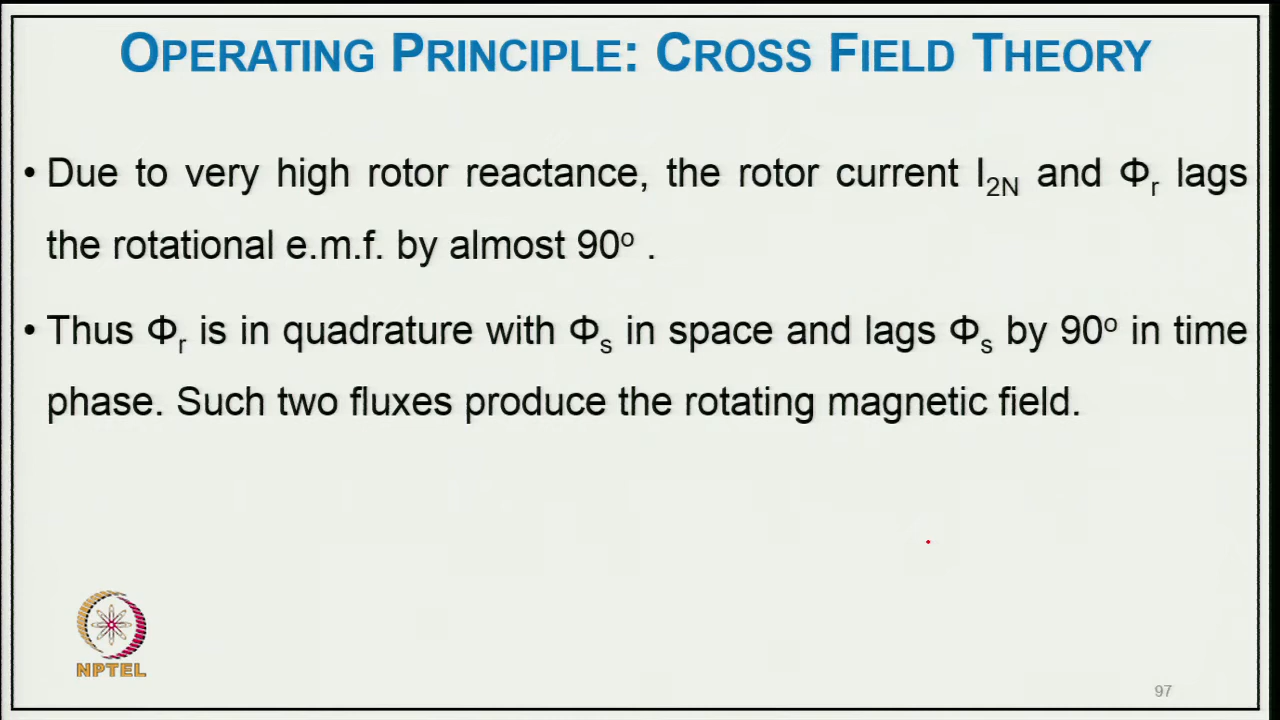 OPERATING PRINCIPLE: CROSS FIELD THEORY
• Due to very high rotor reactance, the rotor current I2N and Φr lags
the rotational e.m.f. by almost 90º .
• Thus Φr is in quadrature with Φs in space and lags Φs by 90º in time
phase. Such two fluxes produce the rotating magnetic field.
NPTEL
97